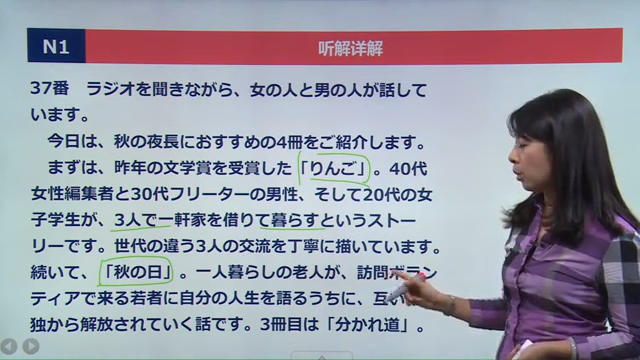 N1
听解详解
37番　ラジオを聞きながら、女の人と男の人が話して
います。
今日は、秋の夜長におすすめの4冊をご紹介します。
まずは、昨年の文学賞を受賞した「りんご」。40代
女性編集者と30代フリーターの男性、そして20代の女
子学生が、3人で一軒家を借りて暮らすというストー
リーです。世代の違う3人の交流を丁寧に描いています。
続いて、「秋の日」。一人暮らしの老人が、訪問ボラン
ティアで来る若者に自分の人生を語るうちに、互い
独から解放されていく話です。3冊目は「分かれ道」。